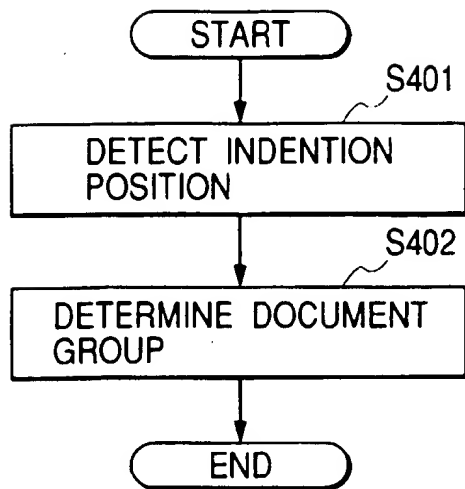 START
S401
DETECT INDENTION
POSITION
S402
DETERMINE DOCUMENT
GROUP
END